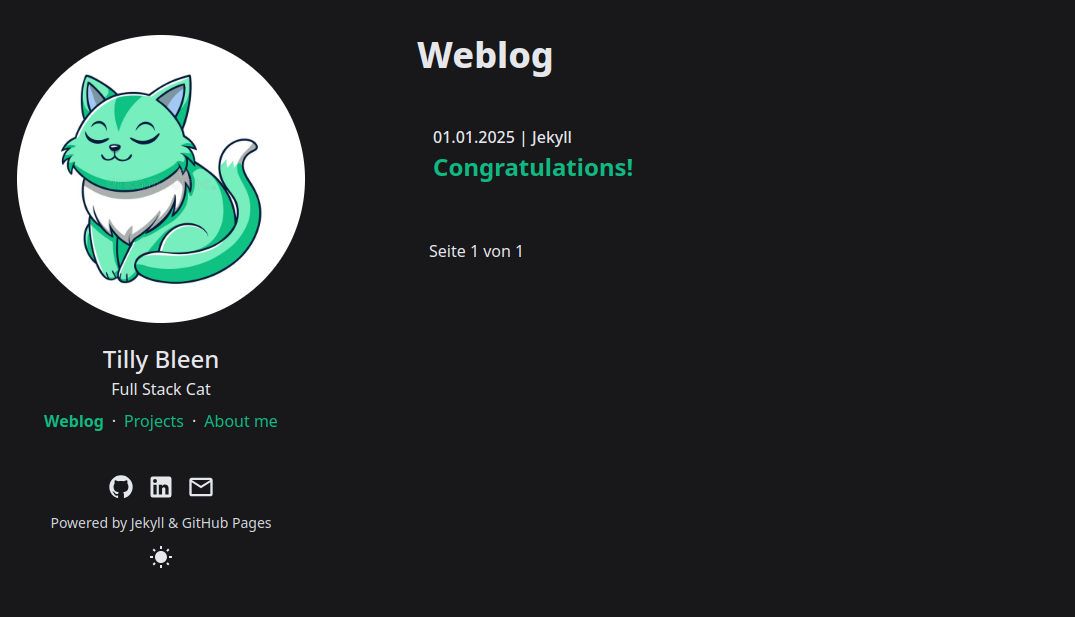 Weblog
01.01.2025 | Jekyll
Congratulations!
Seite 1 von 1
Tilly Bleen
Full Stack Cat
Weblog · Projects · About me
Powered by Jekyll & GitHub Pages